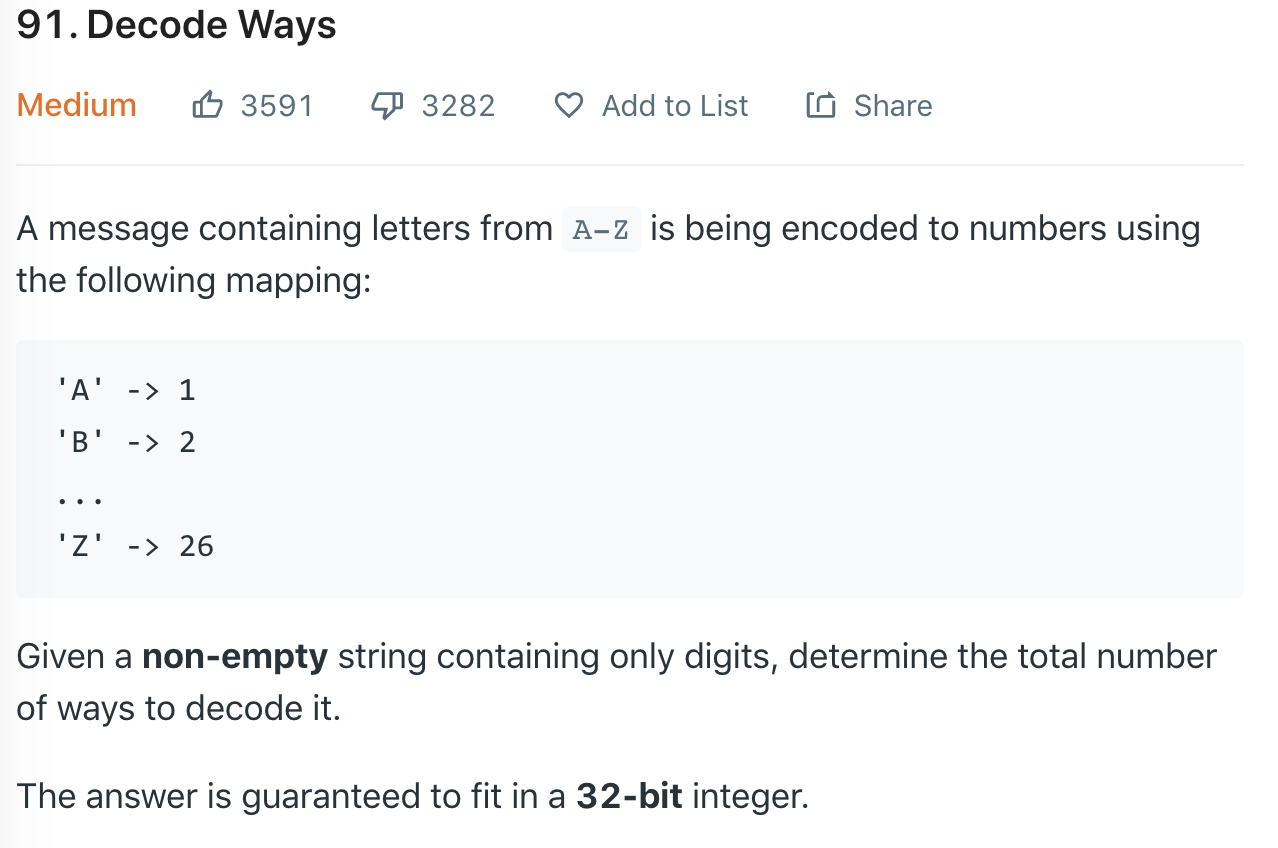 91. Decode Ways
Medium 3591 3282 Add to List Share
A message containing letters from A-Z is being encoded to numbers using
the following mapping:
'A' -> 1
'B' -> 2
...
'Z' -> 26
Given a non-empty string containing only digits, determine the total number
of ways to decode it.
The answer is guaranteed to fit in a 32-bit integer.